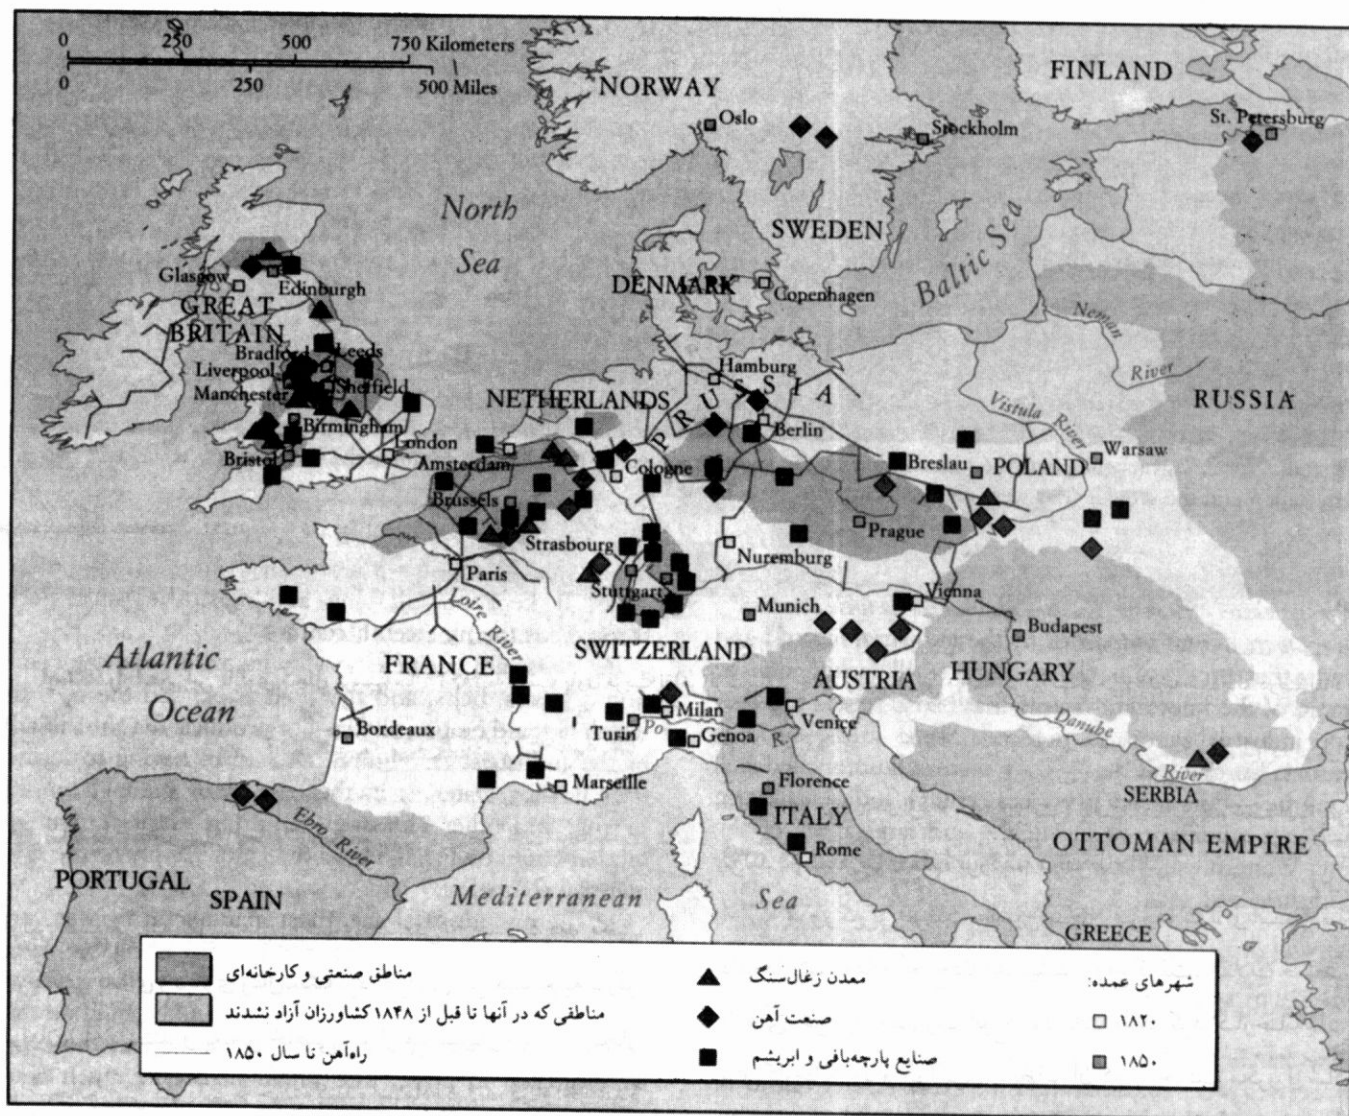 0 250 500 750 Kilometers
0 250 500 Miles
NORWAY
FINLAND
Oslo
Stockholm
St. Petersburg
North
Sea
SWEDEN
Baltic Sea
Glasgow
Edinburgh
DENMARK
Copenhagen
GREAT
BRITAIN
Neman
River
Bradford
Leeds
Liverpool
Manchester
Sheffield
Hamburg
PRUSSIA
RUSSIA
NETHERLANDS
Vistula River
Birmingham
Berlin
London
Bristol
Amsterdam
Cologne
Breslau
POLAND
Warsaw
Brussels
Prague
Strasbourg
Nuremburg
Paris
Stuttgart
Loire River
Munich
Vienna
Budapest
Atlantic
Ocean
FRANCE
SWITZERLAND
AUSTRIA
HUNGARY
Milan
Venice
Danube
River
Bordeaux
Turin
Po
R.
Genoa
Marseille
Florence
SERBIA
Ebro River
ITALY
Rome
OTTOMAN EMPIRE
PORTUGAL
SPAIN
Mediterranean
Sea
GREECE
شهرهای عمده:
۱۸۲۰
۱۸۵۰
معدن زغال‌سنگ
صنعت آهن
صنایع پارچه‌بافی و ابریشم
مناطق صنعتی و کارخانه‌ای
مناطقی که در آنها تا قبل از ۱۸۴۸ کشاورزان آزاد نشدند
راه‌آهن تا سال ۱۸۵۰